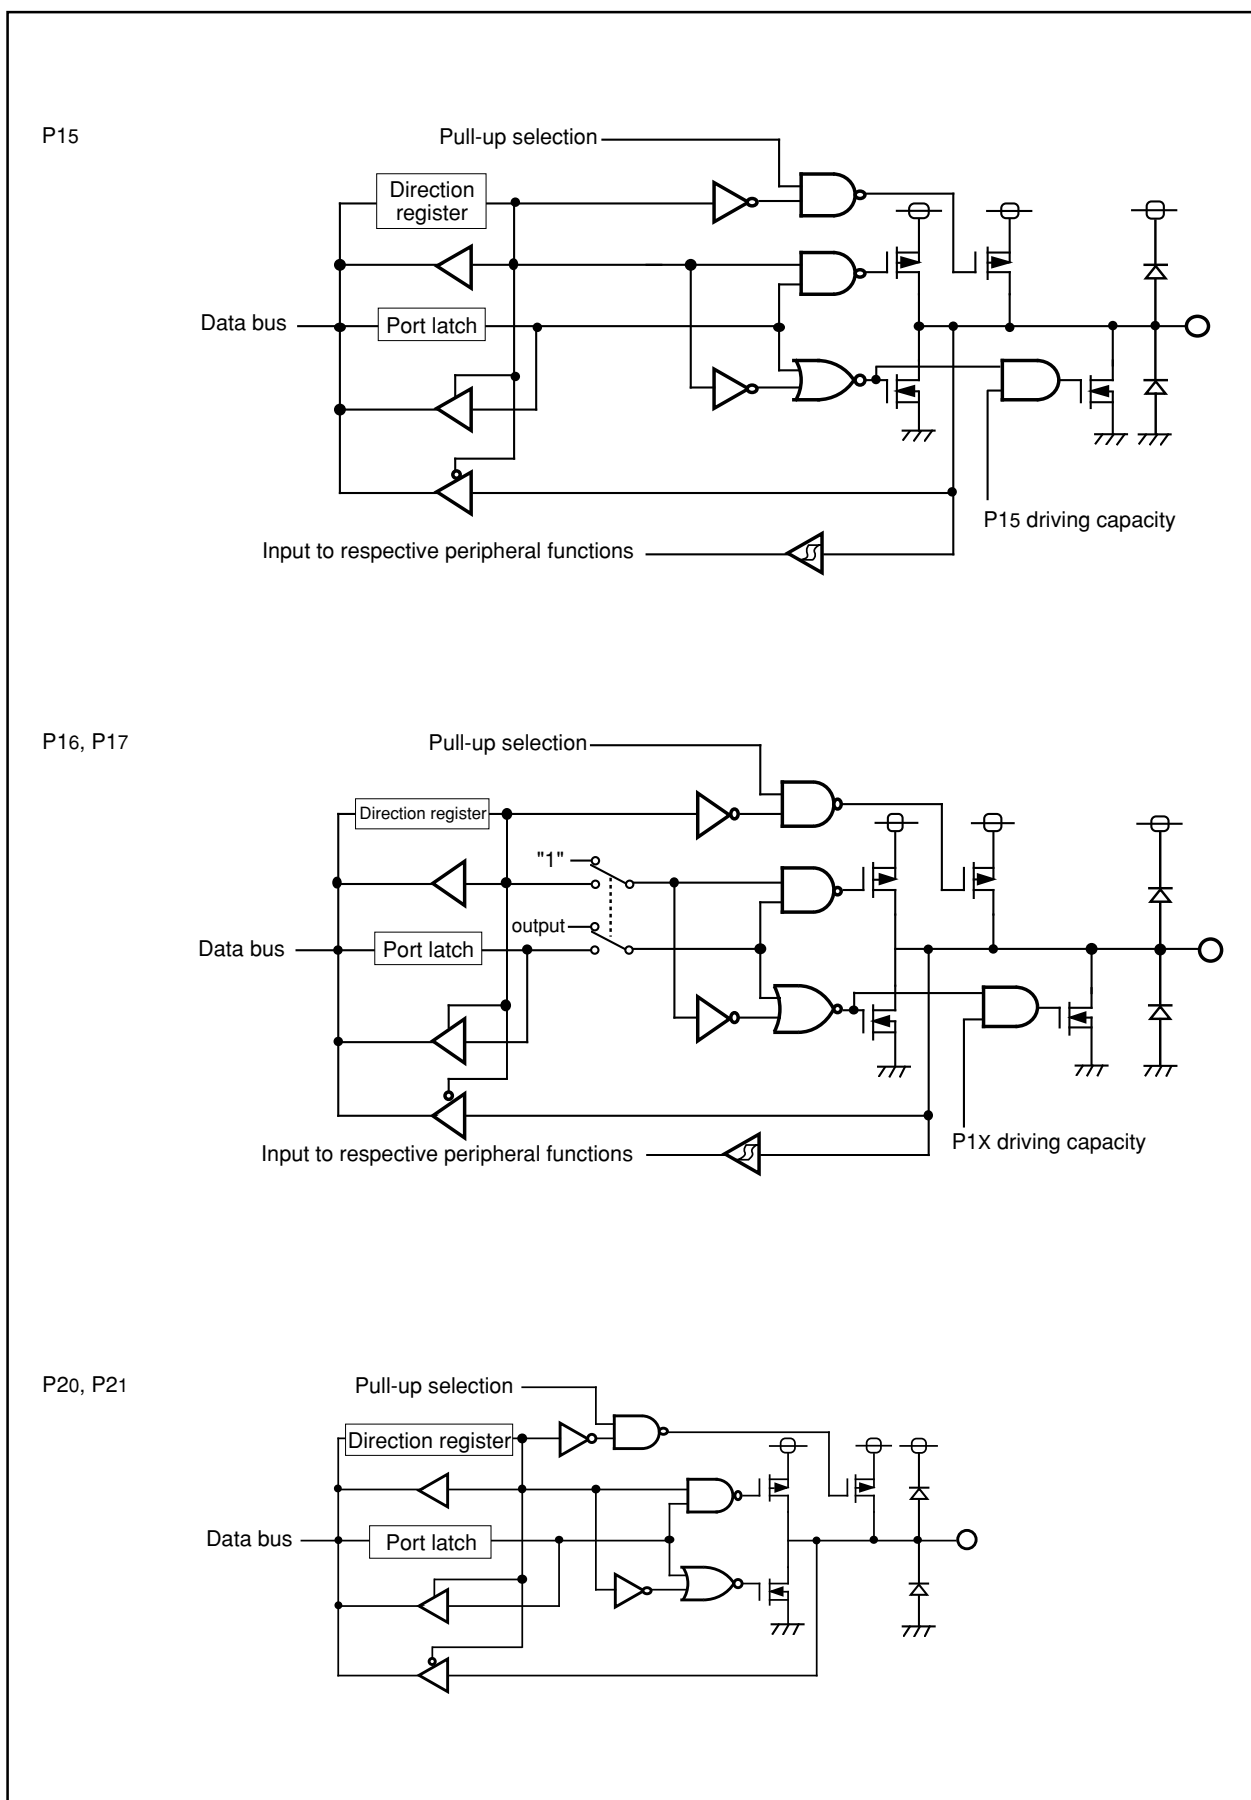 P15
Pull-up selection
Direction
register
Data bus
Port latch
P15 driving capacity
Input to respective peripheral functions
P16, P17
Pull-up selection
Direction register
"1"
output
Data bus
Port latch
P1X driving capacity
Input to respective peripheral functions
P20, P21
Pull-up selection
Direction register
Data bus
Port latch